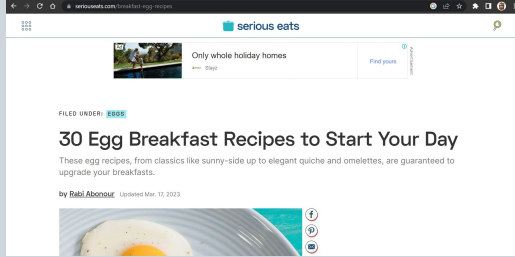 seriouseats.com/breakfast-egg-recipes
serious eats
Ad
Only whole holiday homes
Find yours
Advertisement
FILED UNDER: EGGS
30 Egg Breakfast Recipes to Start Your Day
These egg recipes, from classics like sunny-side up to elegant quiche and omelettes, are guaranteed to
upgrade your breakfasts.
by Rabi Abonour Updated Mar. 17, 2023